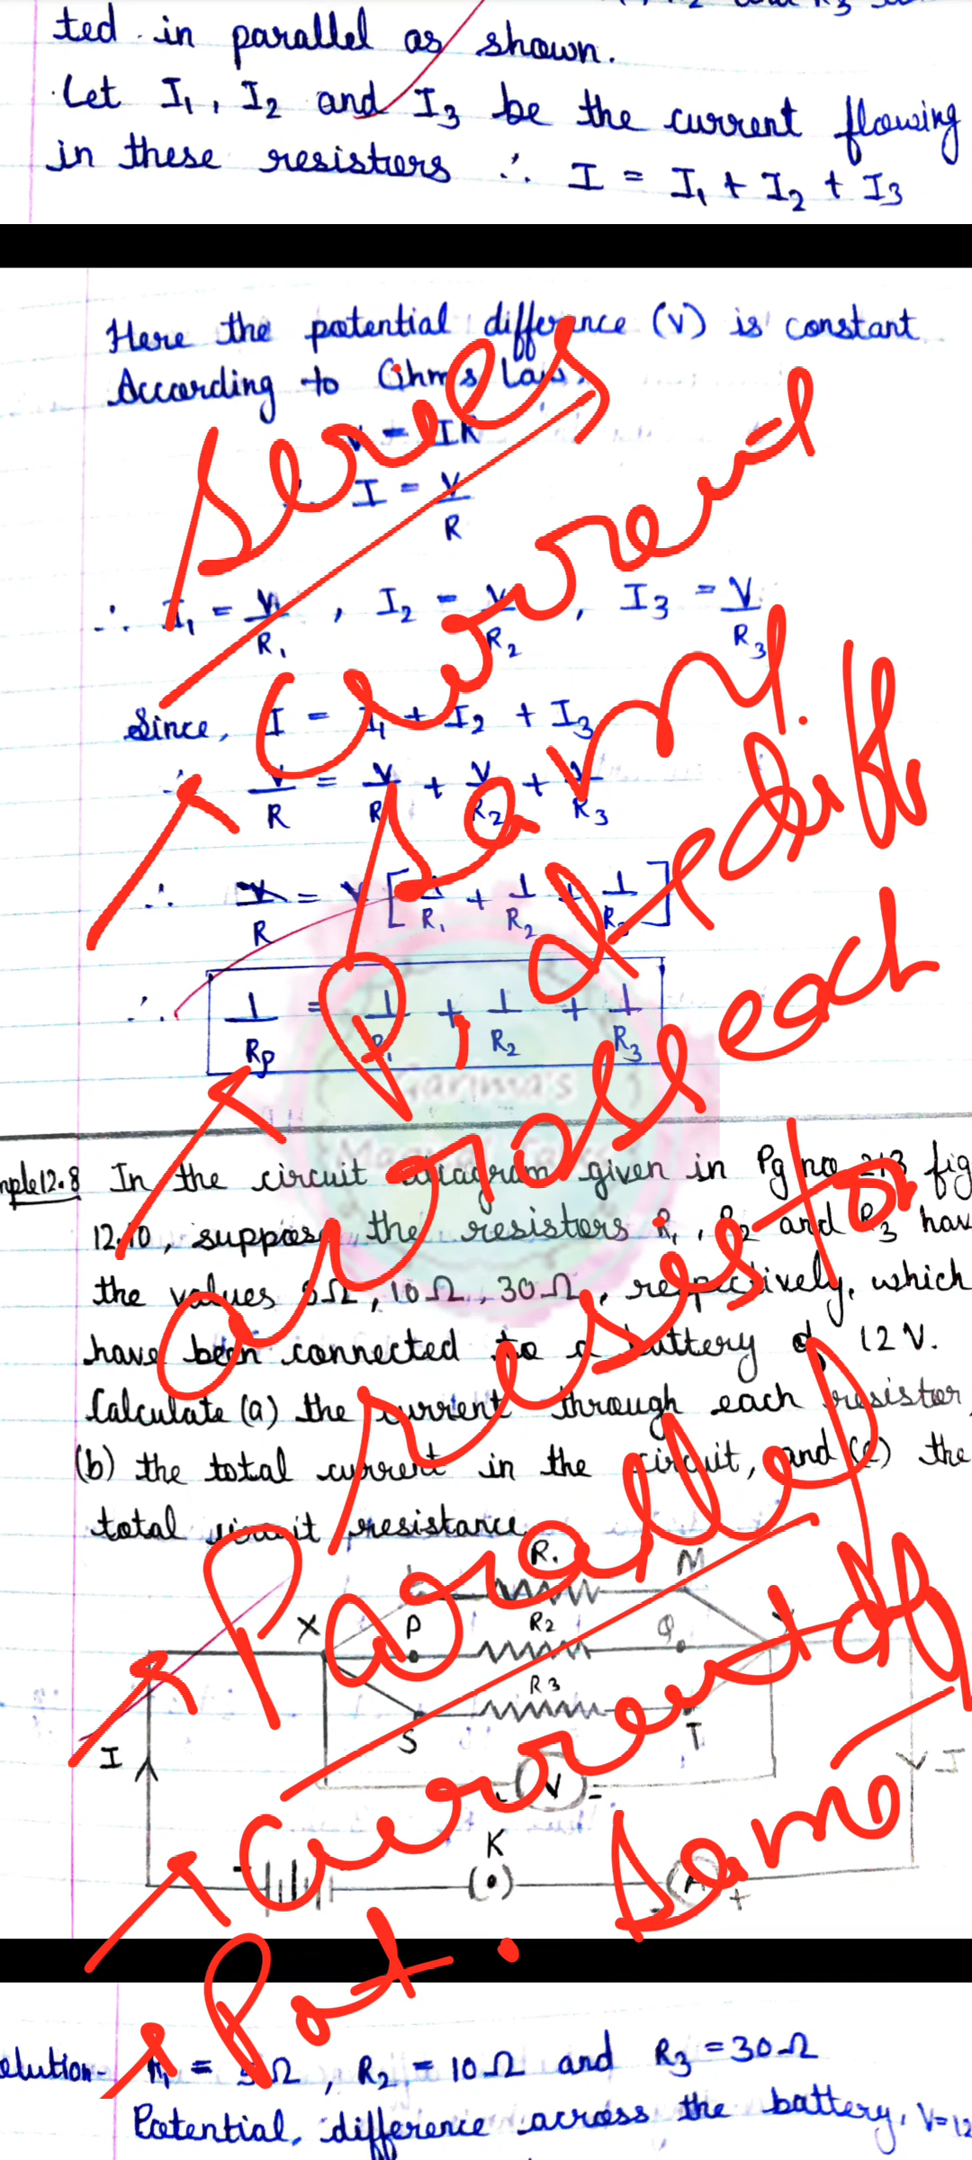 ted in parallel as shown.
Let I₁, I₂ and I₃ be the current flowing
in these resistors ∴ I = I₁ + I₂ + I₃
Here the potential difference (V) is constant
According to Ohm's Law,
V = IR
I = V/R
∴ I₁ = V/R₁ , I₂ = V/R₂ , I₃ = V/R₃
Since, I = I₁ + I₂ + I₃
∴ V/R = V/R₁ + V/R₂ + V/R₃
∴ V/R = V [1/R₁ + 1/R₂ + 1/R₃]
∴ 1/Rp = 1/R₁ + 1/R₂ + 1/R₃
Garima's
Series
Current
Same
P.d. diff
across each
resestor
Parallel
Current diff
Pot. Same
mple 12.8 In the circuit diagram given in Pg no. 213 fig
12.10, suppose the resistors R₁, R₂ and R₃ hav
the values 5Ω, 10Ω, 30Ω, respectively, which
have been connected to a battery of 12 V.
Calculate (a) the current through each resistor,
(b) the total current in the circuit, and (c) the
total circuit resistance
R₁
M
X P R₂ Q Y
R₃
S T
I V I
K
(•) A +
olution- R₁ = 5Ω, R₂ = 10Ω and R₃ = 30Ω
Potential difference across the battery, V=12